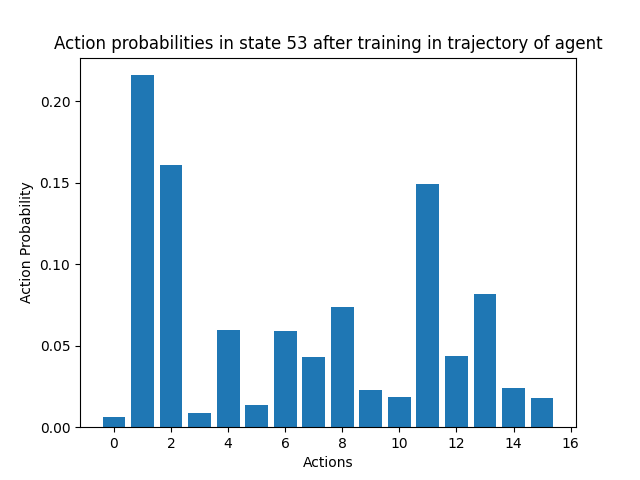 Action probabilities in state 53 after training in trajectory of agent
0.20
0.15
0.10
0.05
0.00
Action Probability
0 2 4 6 8 10 12 14 16
Actions